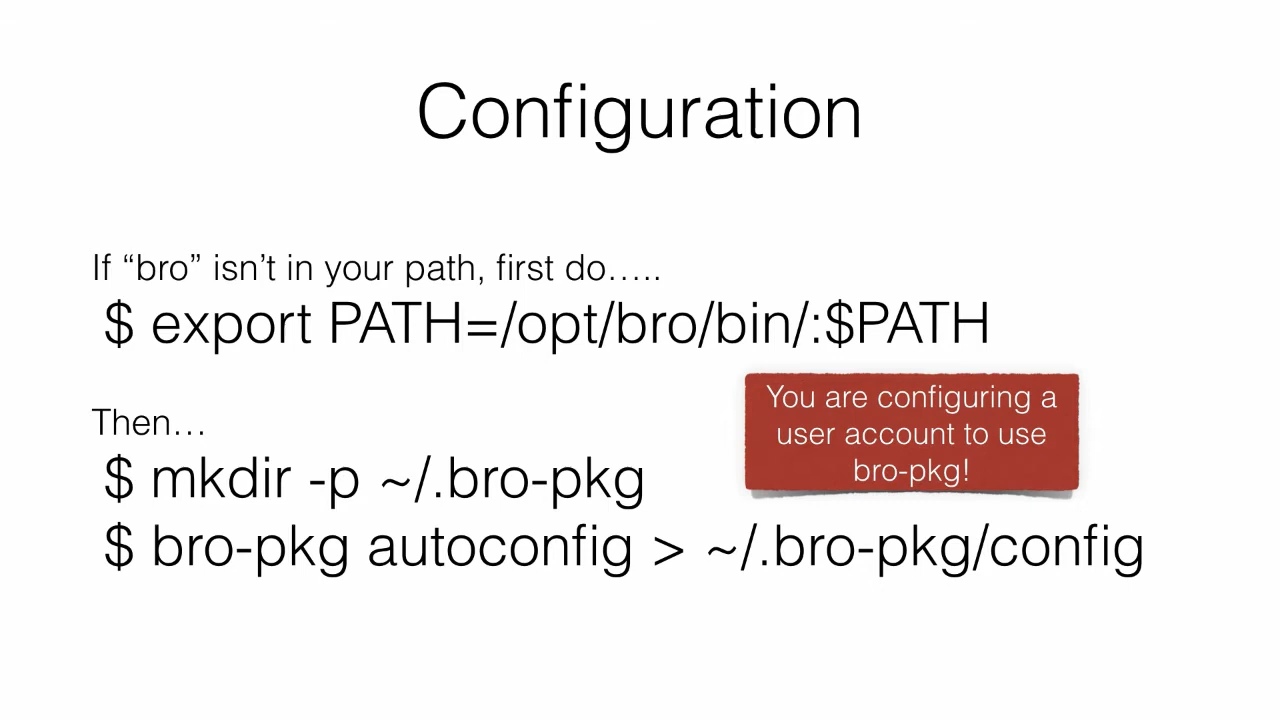 Configuration
If “bro” isn’t in your path, first do…..
$ export PATH=/opt/bro/bin/:$PATH
Then…
$ mkdir -p ~/.bro-pkg
$ bro-pkg autoconfig > ~/.bro-pkg/config
You are configuring a
user account to use
bro-pkg!